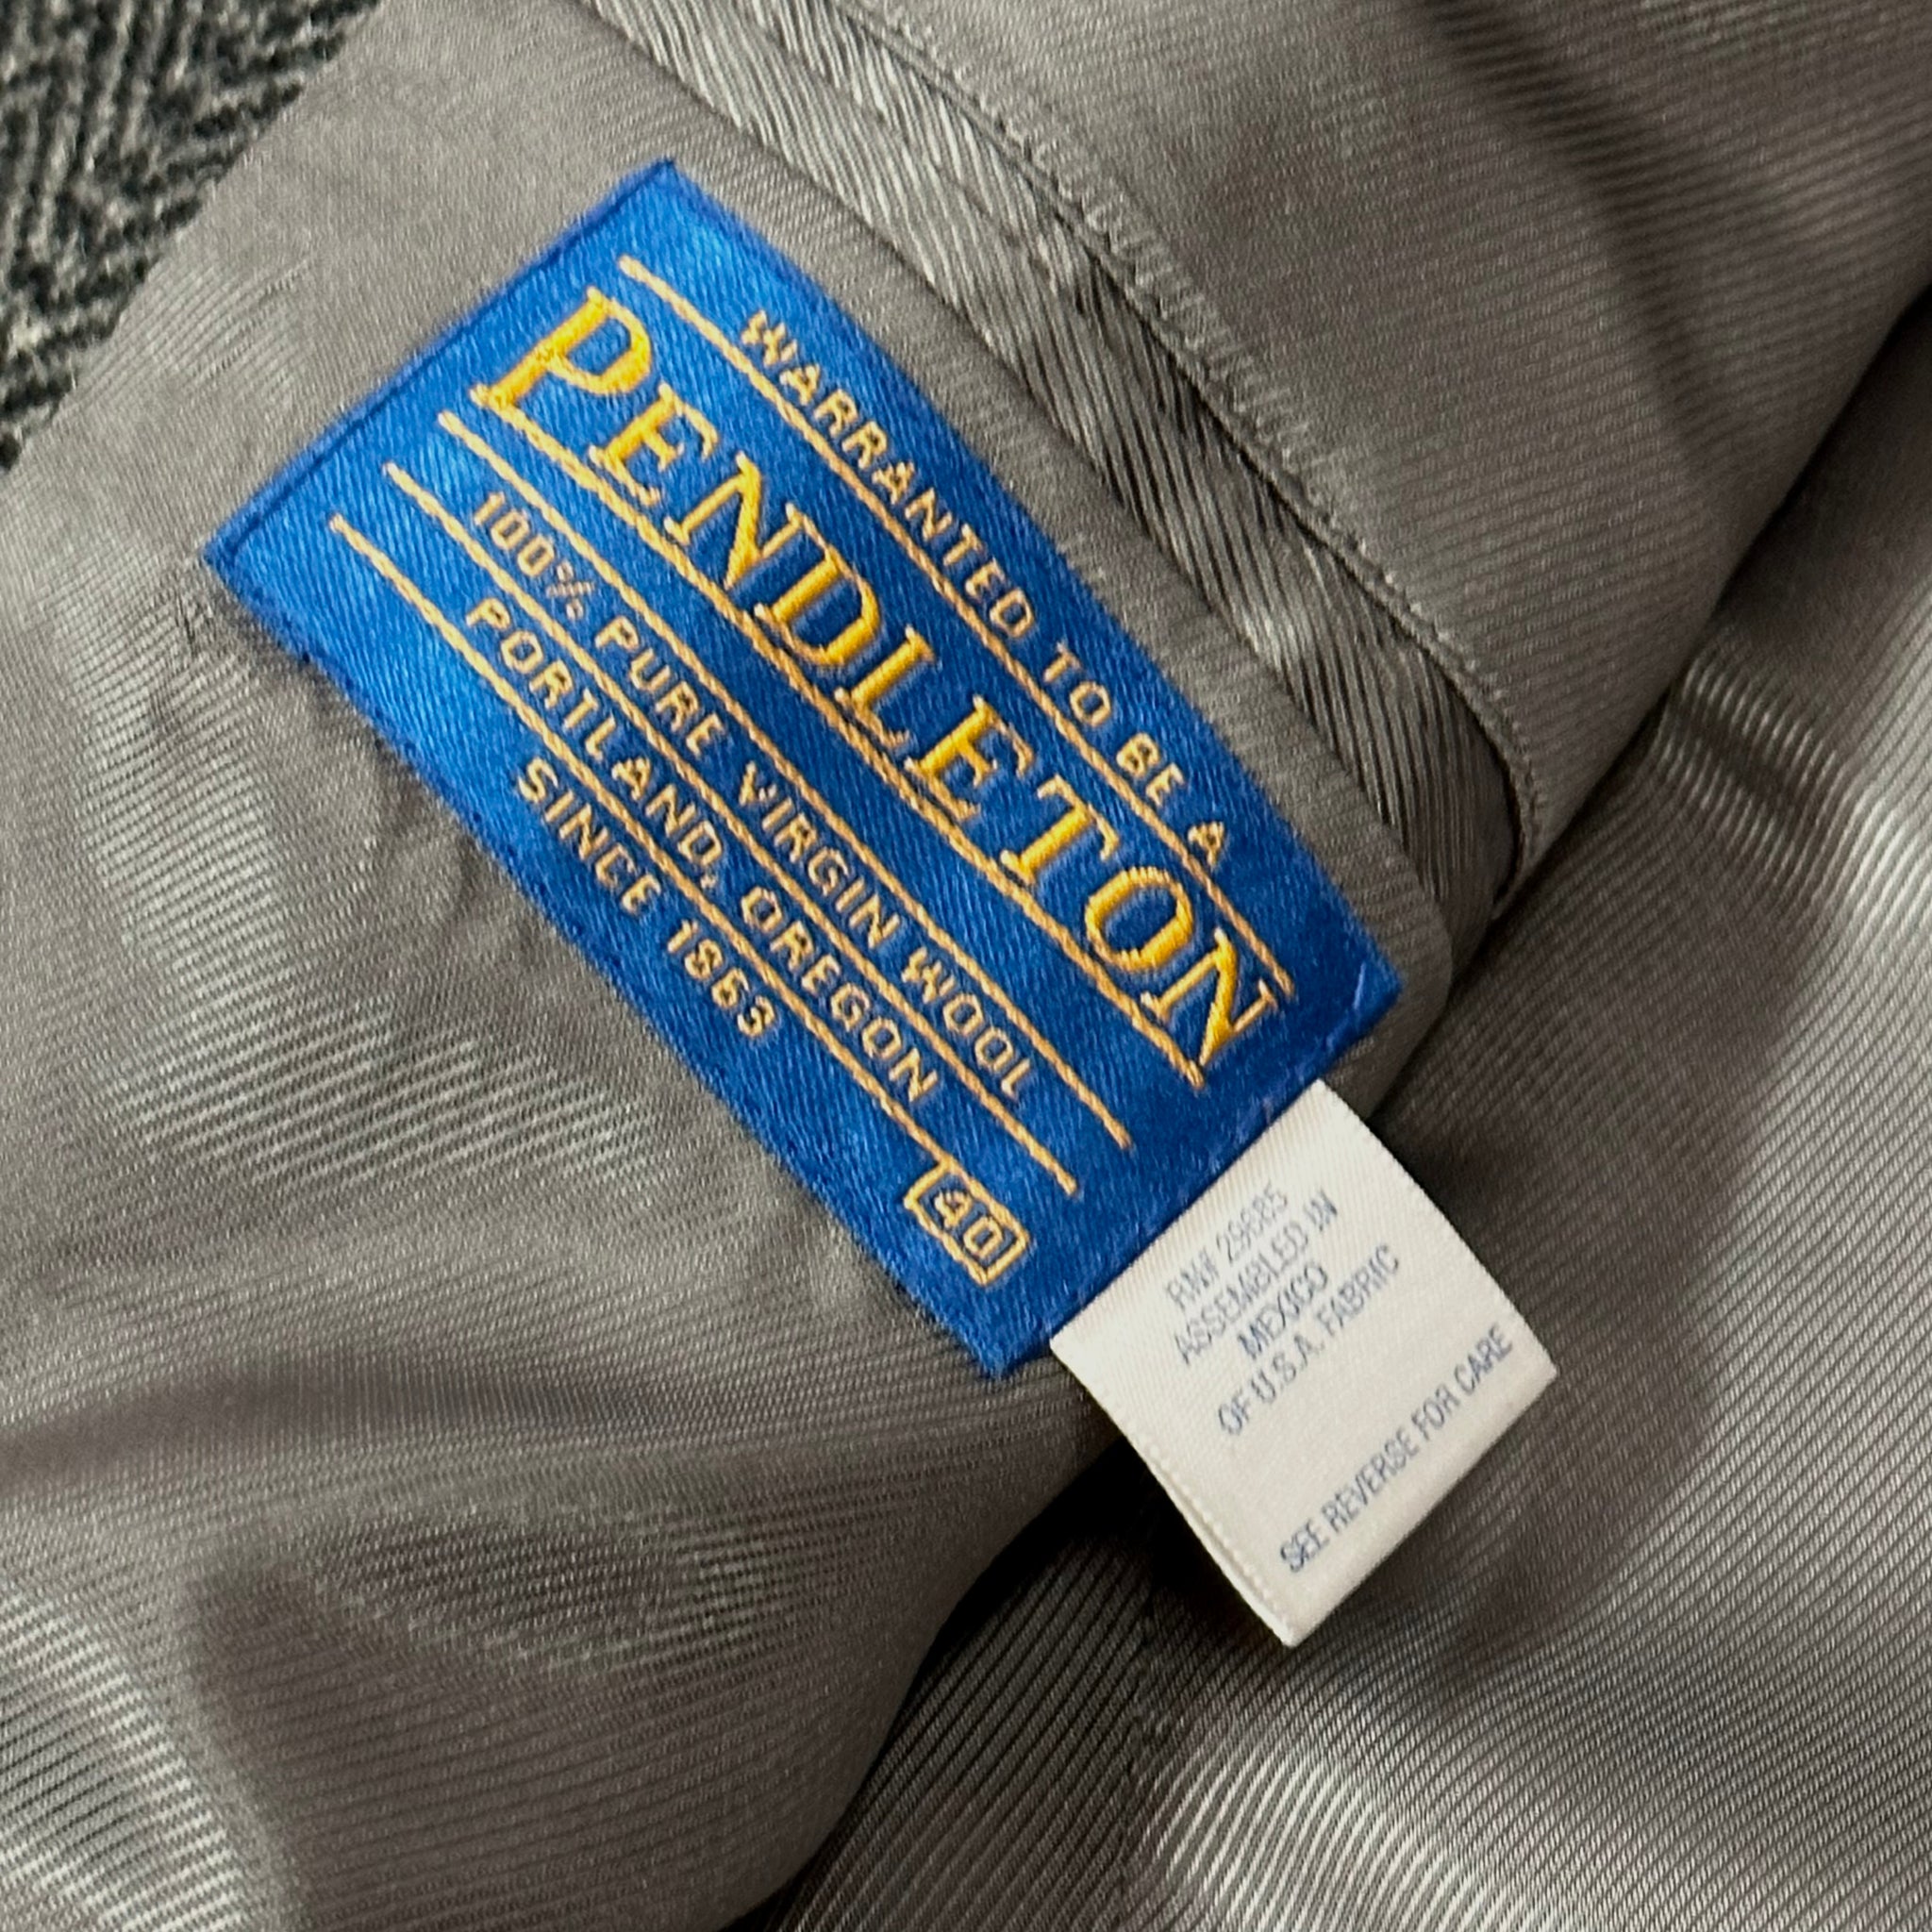 WARRANTED TO BE A
PENDLETON
100% PURE VIRGIN WOOL
PORTLAND, OREGON
SINCE 1863
40
RN# 29685
ASSEMBLED IN
MEXICO
OF U.S.A. FABRIC
SEE REVERSE FOR CARE